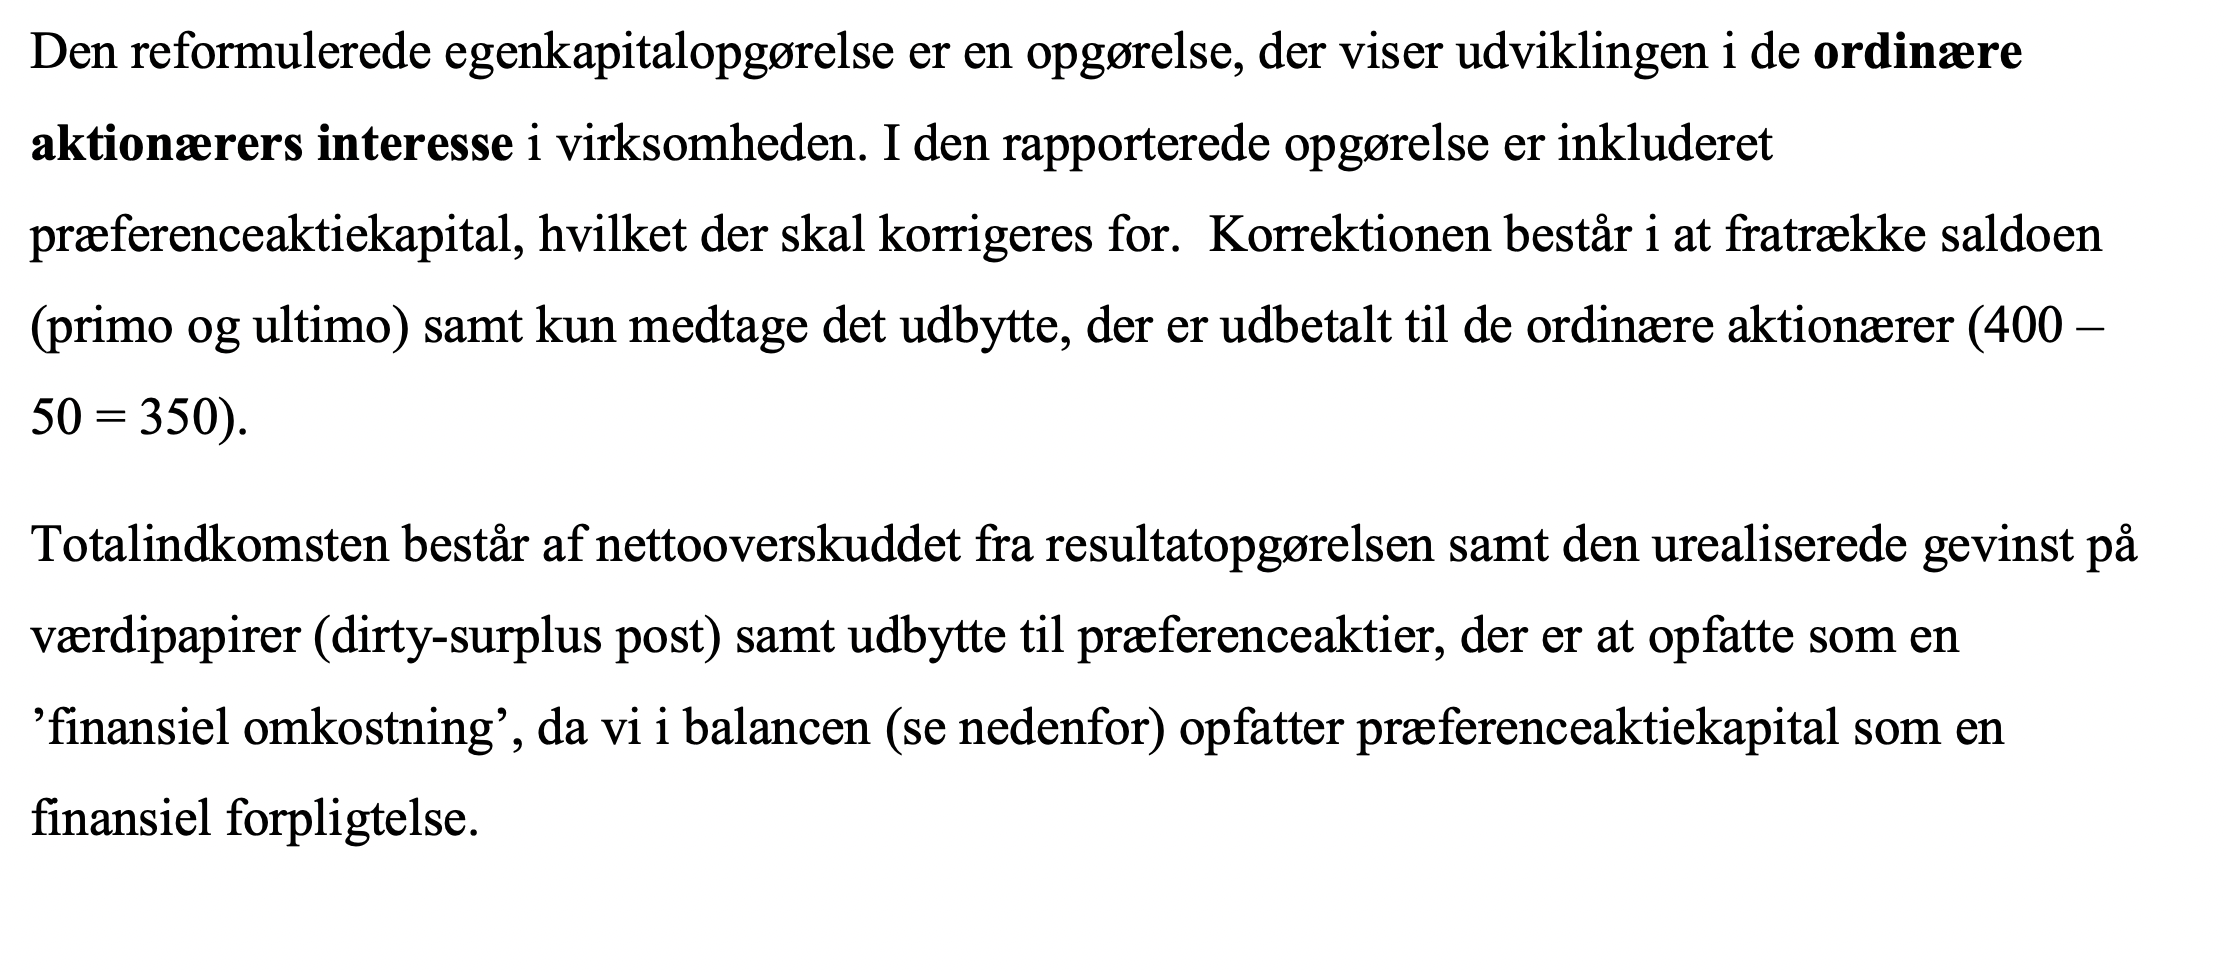 Den reformulerede egenkapitalopgørelse er en opgørelse, der viser udviklingen i de ordinære
aktionærers interesse i virksomheden. I den rapporterede opgørelse er inkluderet
præferenceaktiekapital, hvilket der skal korrigeres for.  Korrektionen består i at fratrække saldoen
(primo og ultimo) samt kun medtage det udbytte, der er udbetalt til de ordinære aktionærer (400 –
50 = 350).
Totalindkomsten består af nettooverskuddet fra resultatopgørelsen samt den urealiserede gevinst på
værdipapirer (dirty-surplus post) samt udbytte til præferenceaktier, der er at opfatte som en
’finansiel omkostning’, da vi i balancen (se nedenfor) opfatter præferenceaktiekapital som en
finansiel forpligtelse.